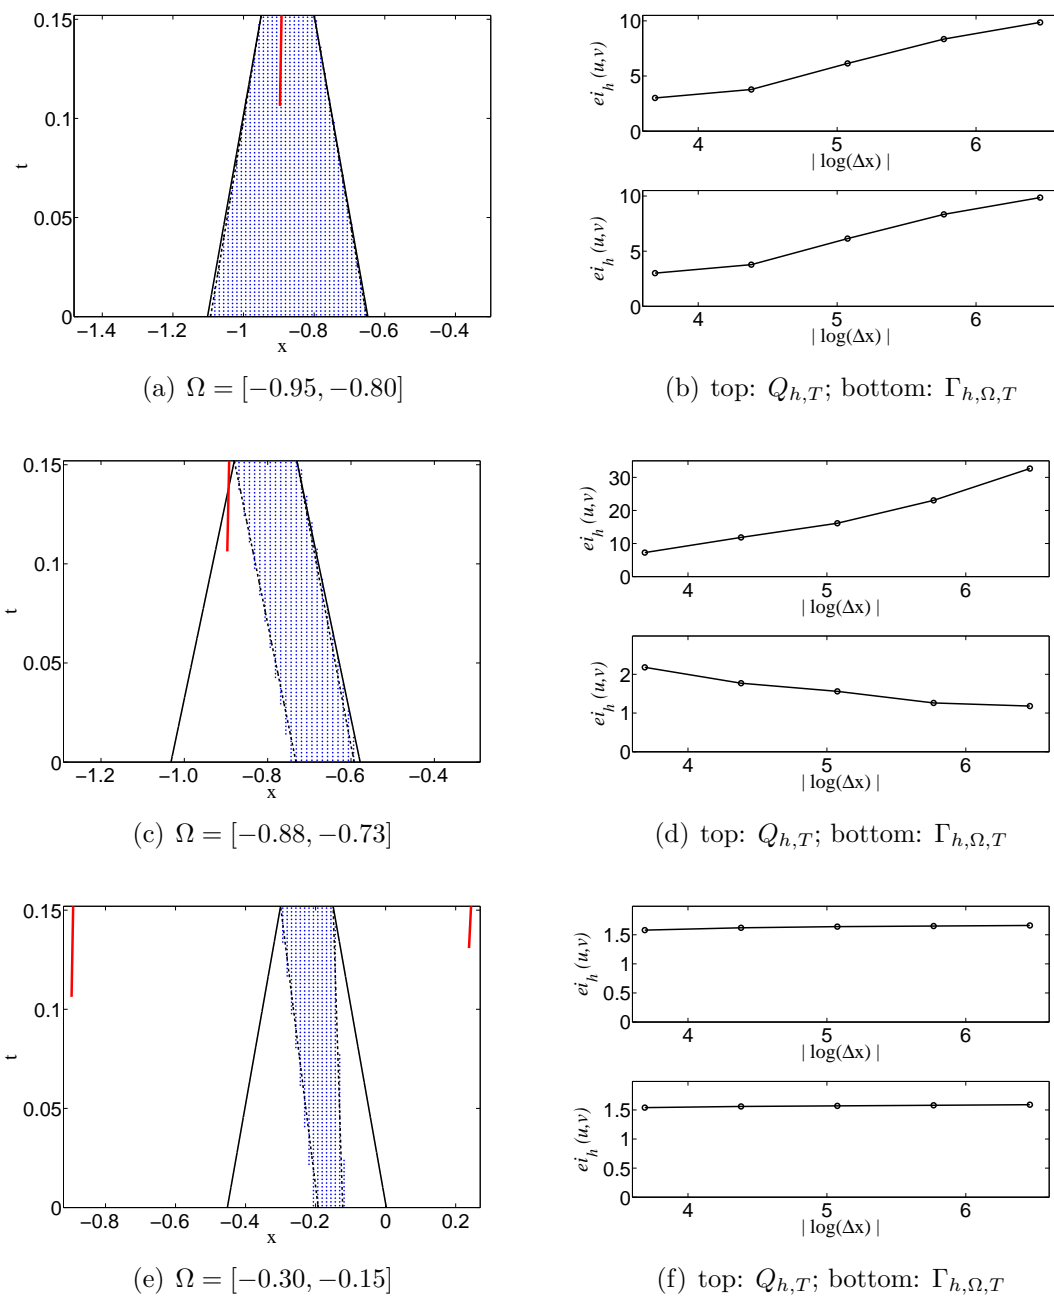 0.15
0.1
0.05
0
t
−1.4 −1.2 −1 −0.8 −0.6 −0.4
x
(a) Ω = [−0.95, −0.80]
10
5
0
ei_h(u,v)
4 5 6
| log(Δx) |
10
5
0
ei_h(u,v)
4 5 6
| log(Δx) |
(b) top: Q_{h,T}; bottom: Γ_{h,Ω,T}
0.15
0.1
0.05
0
t
−1.2 −1.0 −0.8 −0.6 −0.4
x
(c) Ω = [−0.88, −0.73]
30
20
10
0
ei_h(u,v)
4 5 6
| log(Δx) |
2
1
0
ei_h(u,v)
4 5 6
| log(Δx) |
(d) top: Q_{h,T}; bottom: Γ_{h,Ω,T}
0.15
0.1
0.05
0
t
−0.8 −0.6 −0.4 −0.2 0 0.2
x
(e) Ω = [−0.30, −0.15]
1.5
1
0.5
0
ei_h(u,v)
4 5 6
| log(Δx) |
1.5
1
0.5
0
ei_h(u,v)
4 5 6
| log(Δx) |
(f) top: Q_{h,T}; bottom: Γ_{h,Ω,T}